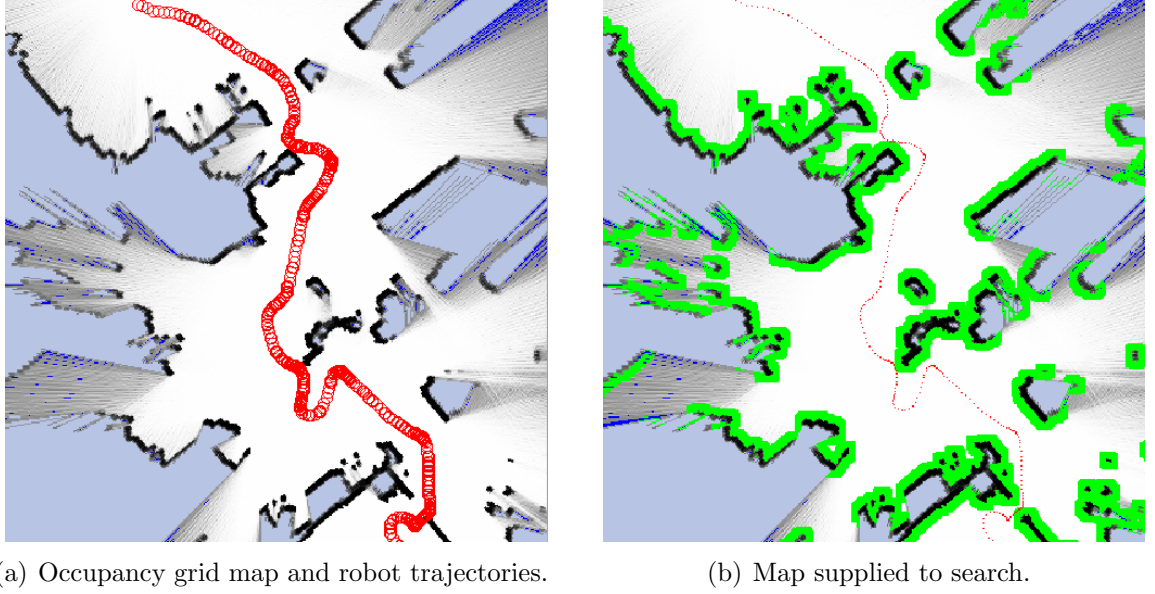 (a) Occupancy grid map and robot trajectories.
(b) Map supplied to search.